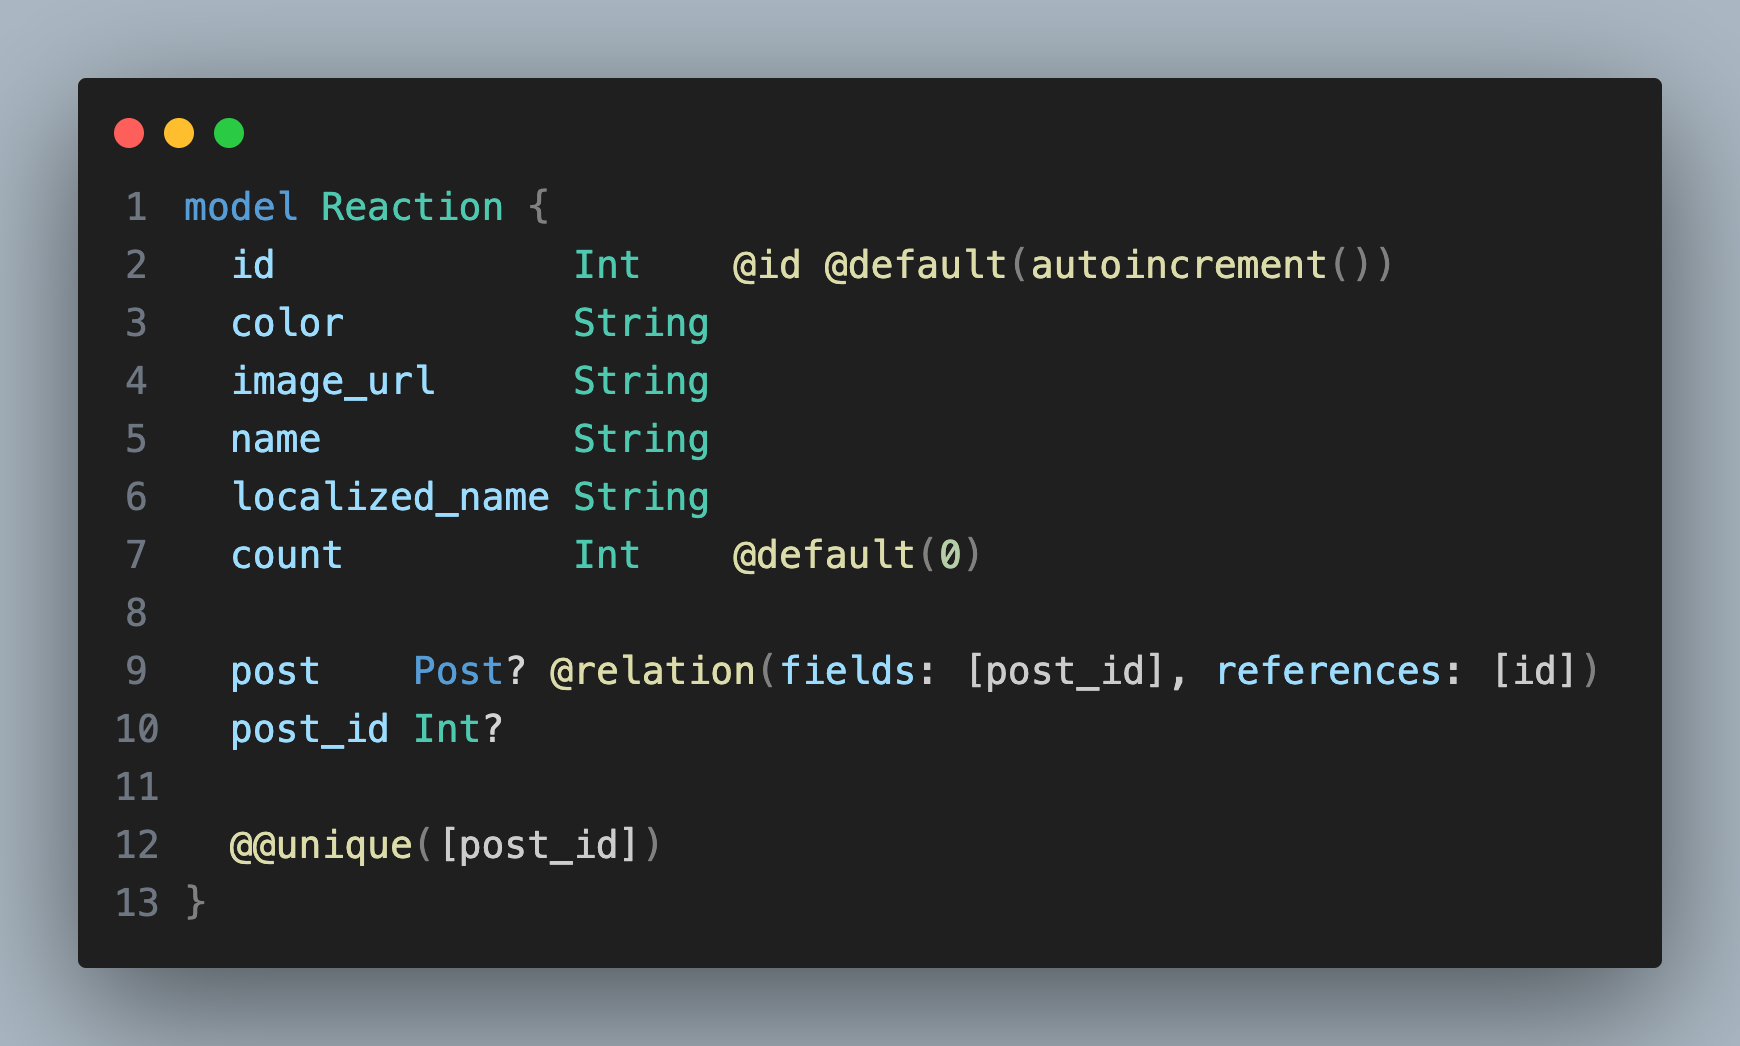 1 model Reaction {
2   id             Int    @id @default(autoincrement())
3   color          String
4   image_url      String
5   name           String
6   localized_name String
7   count          Int    @default(0)
8
9   post    Post? @relation(fields: [post_id], references: [id])
10   post_id Int?
11
12   @@unique([post_id])
13 }